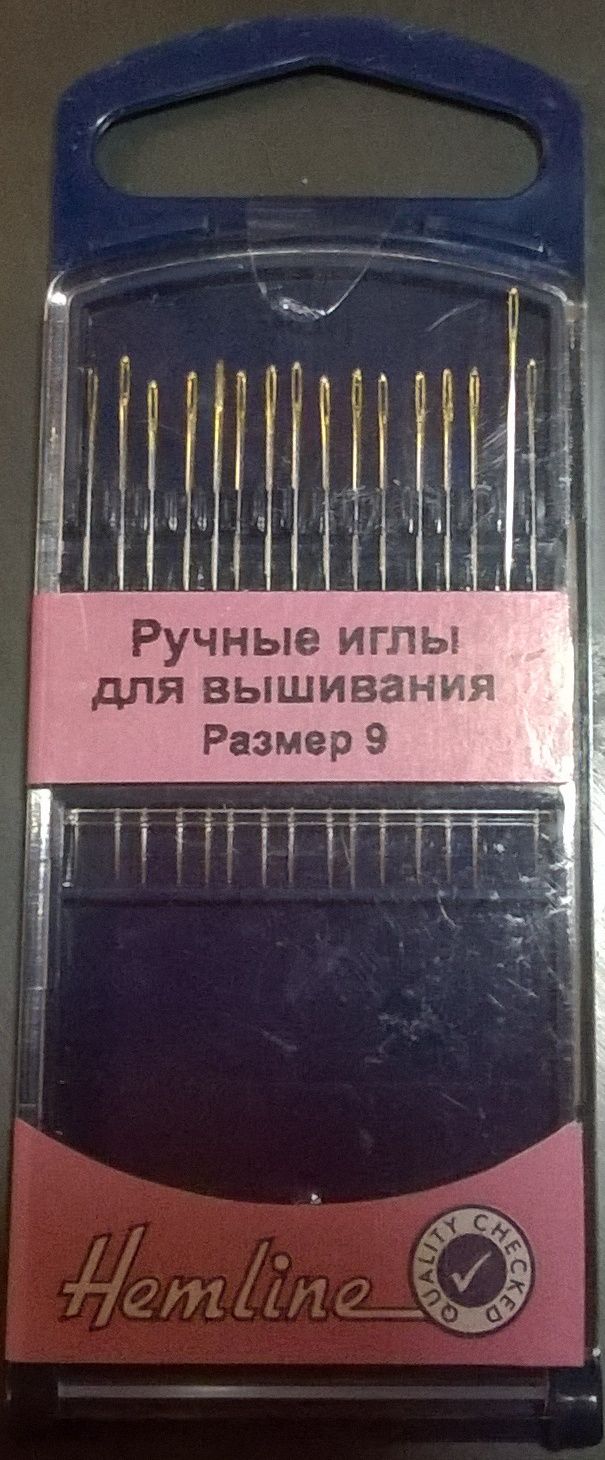 Ручные иглы
для вышивания
Размер 9
Hemline
QUALITY CHECKED